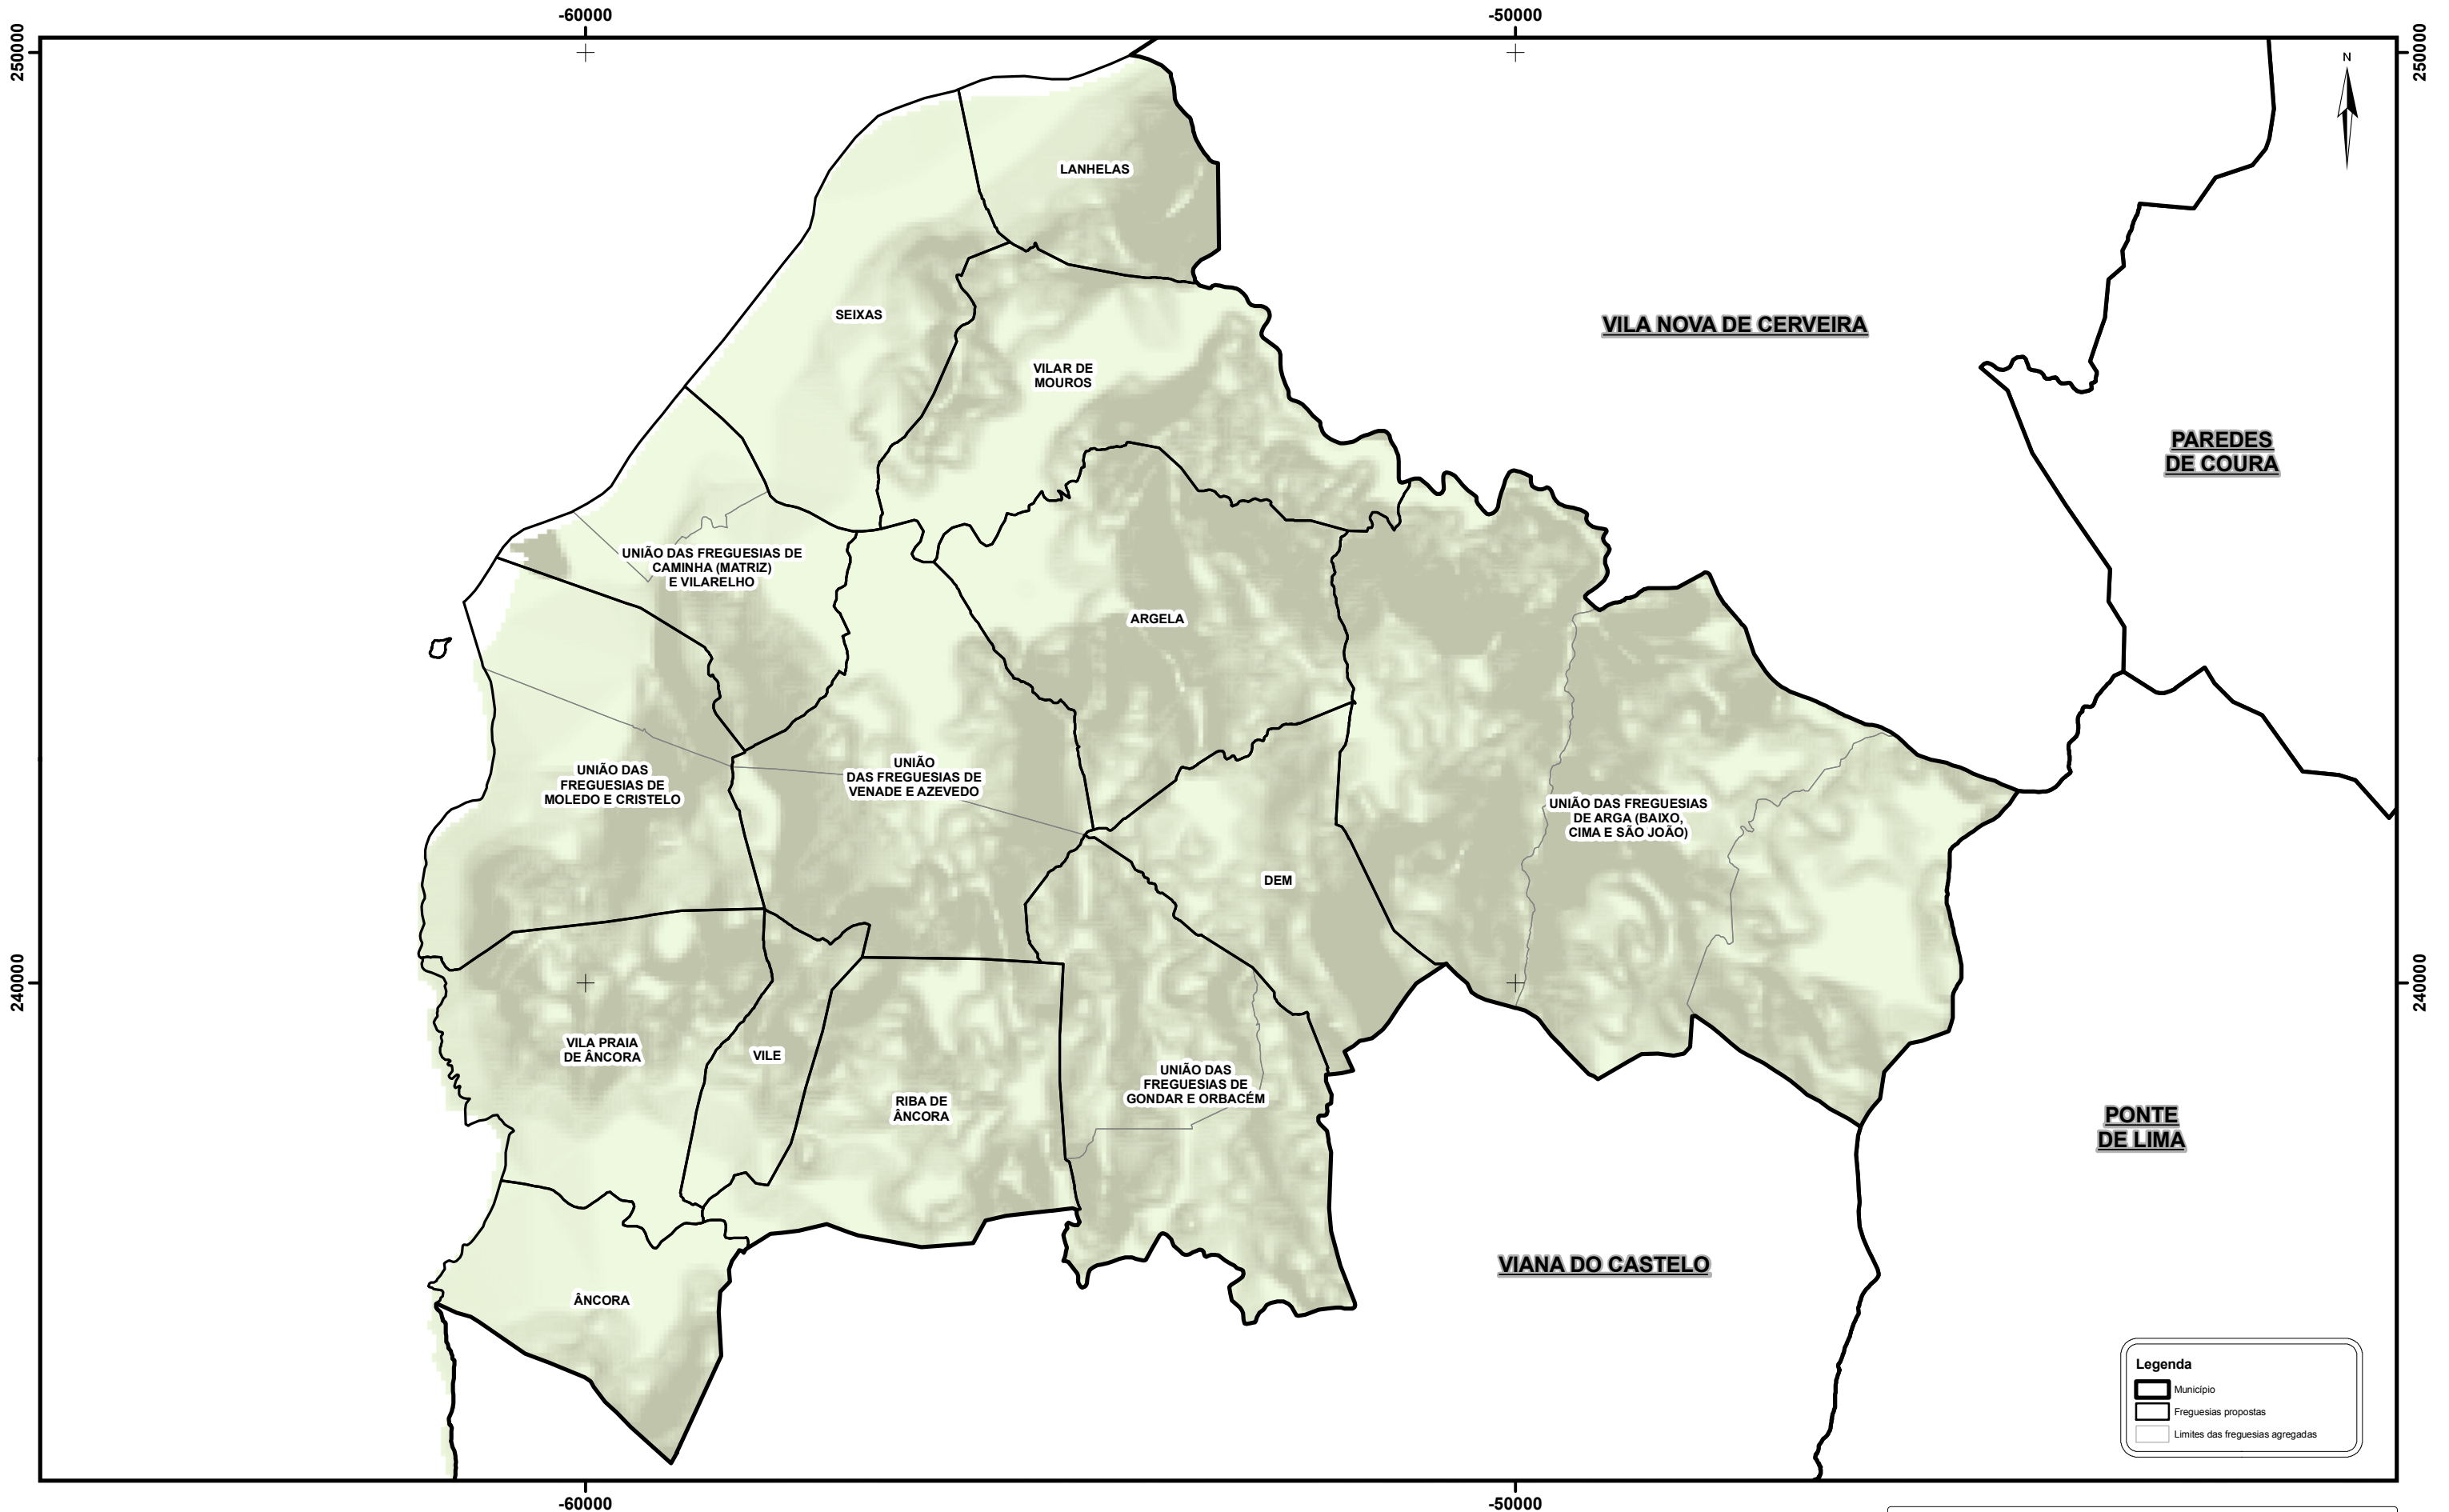 -60000
-50000
250000
250000
N
LANHELAS
SEIXAS
VILA NOVA DE CERVEIRA
VILAR DE
MOUROS
PAREDES
DE COURA
UNIÃO DAS FREGUESIAS DE
CAMINHA (MATRIZ)
E VILARELHO
ARGELA
UNIÃO DAS
FREGUESIAS DE
MOLEDO E CRISTELO
UNIÃO
DAS FREGUESIAS DE
VENADE E AZEVEDO
UNIÃO DAS FREGUESIAS
DE ARGA (BAIXO,
CIMA E SÃO JOÃO)
DEM
240000
240000
VILA PRAIA
DE ÂNCORA
VILE
RIBA DE
ÂNCORA
UNIÃO DAS
FREGUESIAS DE
GONDAR E ORBACÉM
PONTE
DE LIMA
VIANA DO CASTELO
ÂNCORA
Legenda
Município
Freguesias propostas
Limites das freguesias agregadas
-60000
-50000